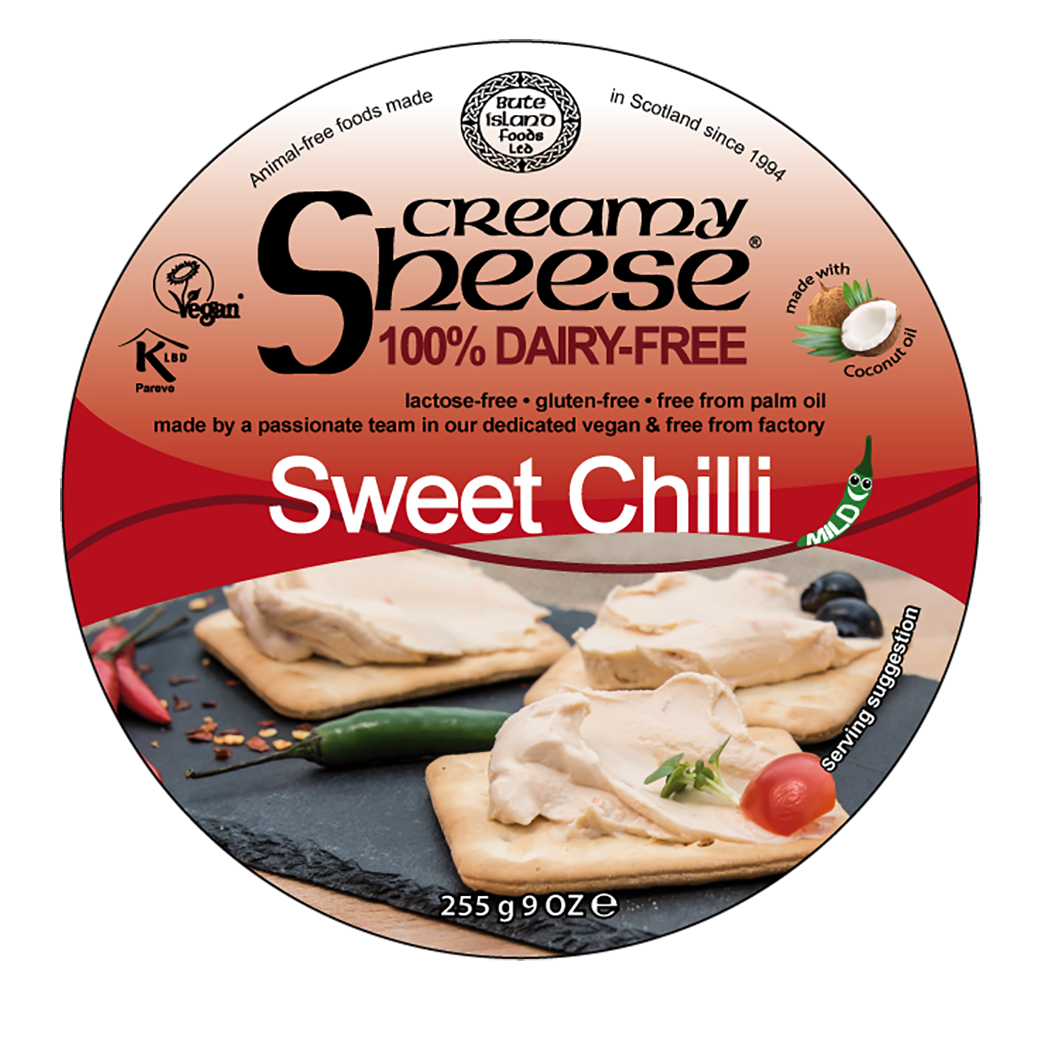 Animal-free foods made
in Scotland since 1994
Bute
Island
Foods
Ltd
Creamy
Sheese®
100% DAIRY-FREE
Vegan
made with
Coconut oil
K LBD
Pareve
lactose-free • gluten-free • free from palm oil
made by a passionate team in our dedicated vegan & free from factory
Sweet Chilli
MILD
Serving suggestion
255 g 9 OZ ℮